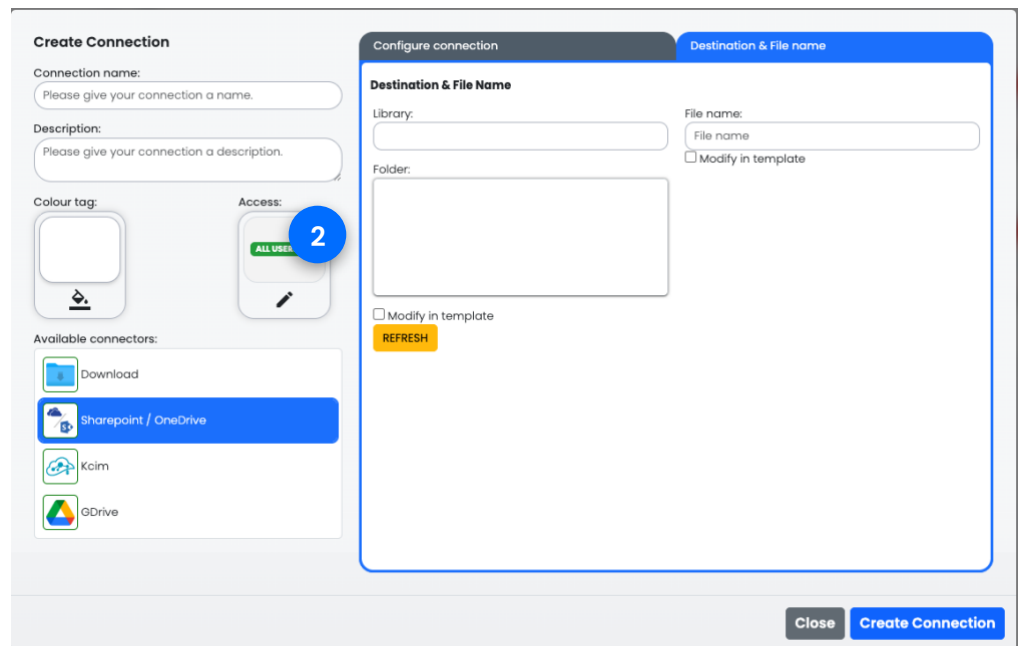 Create Connection
Connection name:
Please give your connection a name.
Description:
Please give your connection a description.
Colour tag:
Access:
ALL
2
Available connectors:
Download
Sharepoint / OneDrive
Kcim
GDrive
Configure connection
Destination & File name
Destination & File Name
Library:
File name:
File name
Modify in template
Folder:
Modify in template
REFRESH
Close
Create Connection